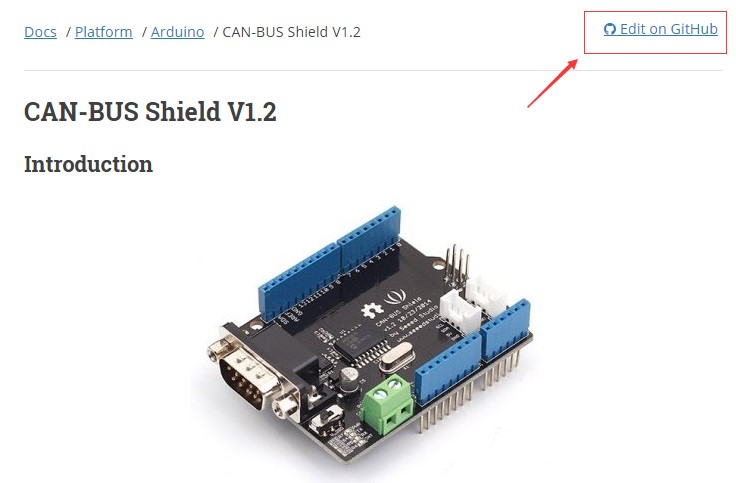 Docs / Platform / Arduino / CAN-BUS Shield V1.2
Edit on GitHub
CAN-BUS Shield V1.2
Introduction
CAN-BUS Shield
v1.2 10/23/2014
by Seeed Studio